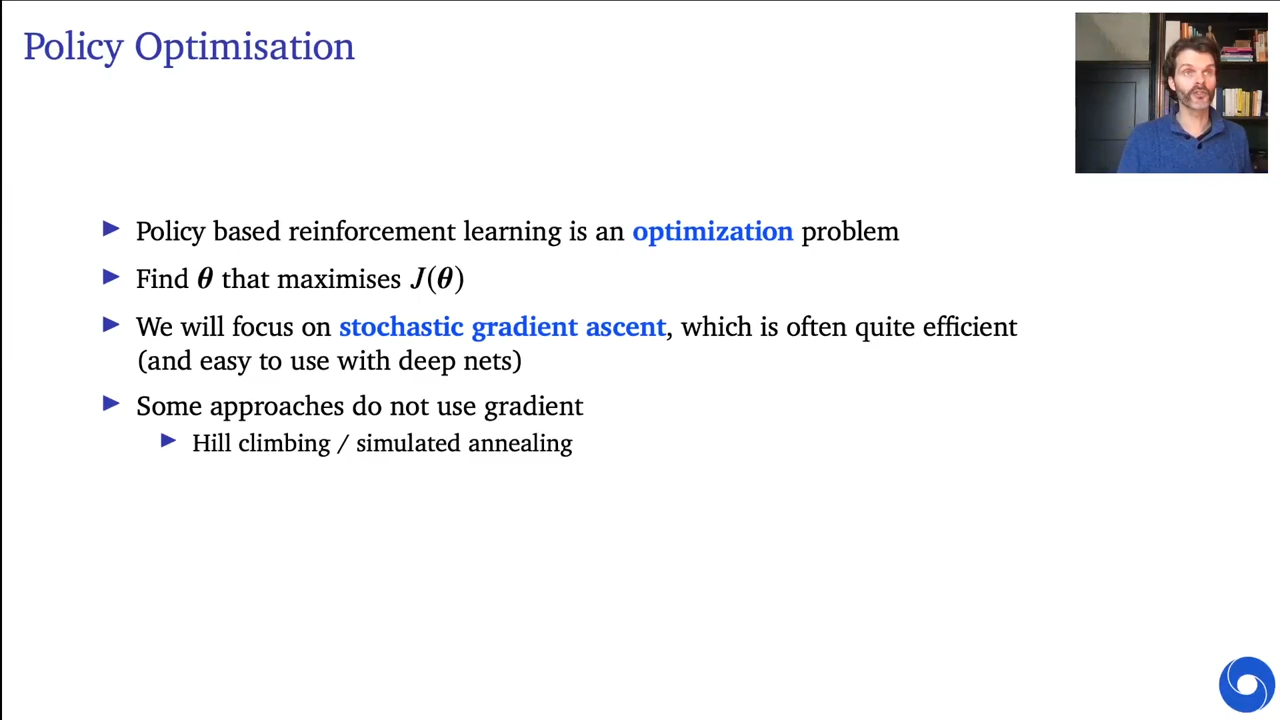 Policy Optimisation
▶ Policy based reinforcement learning is an optimization problem
▶ Find θ that maximises J(θ)
▶ We will focus on stochastic gradient ascent, which is often quite efficient
(and easy to use with deep nets)
▶ Some approaches do not use gradient
▶ Hill climbing / simulated annealing